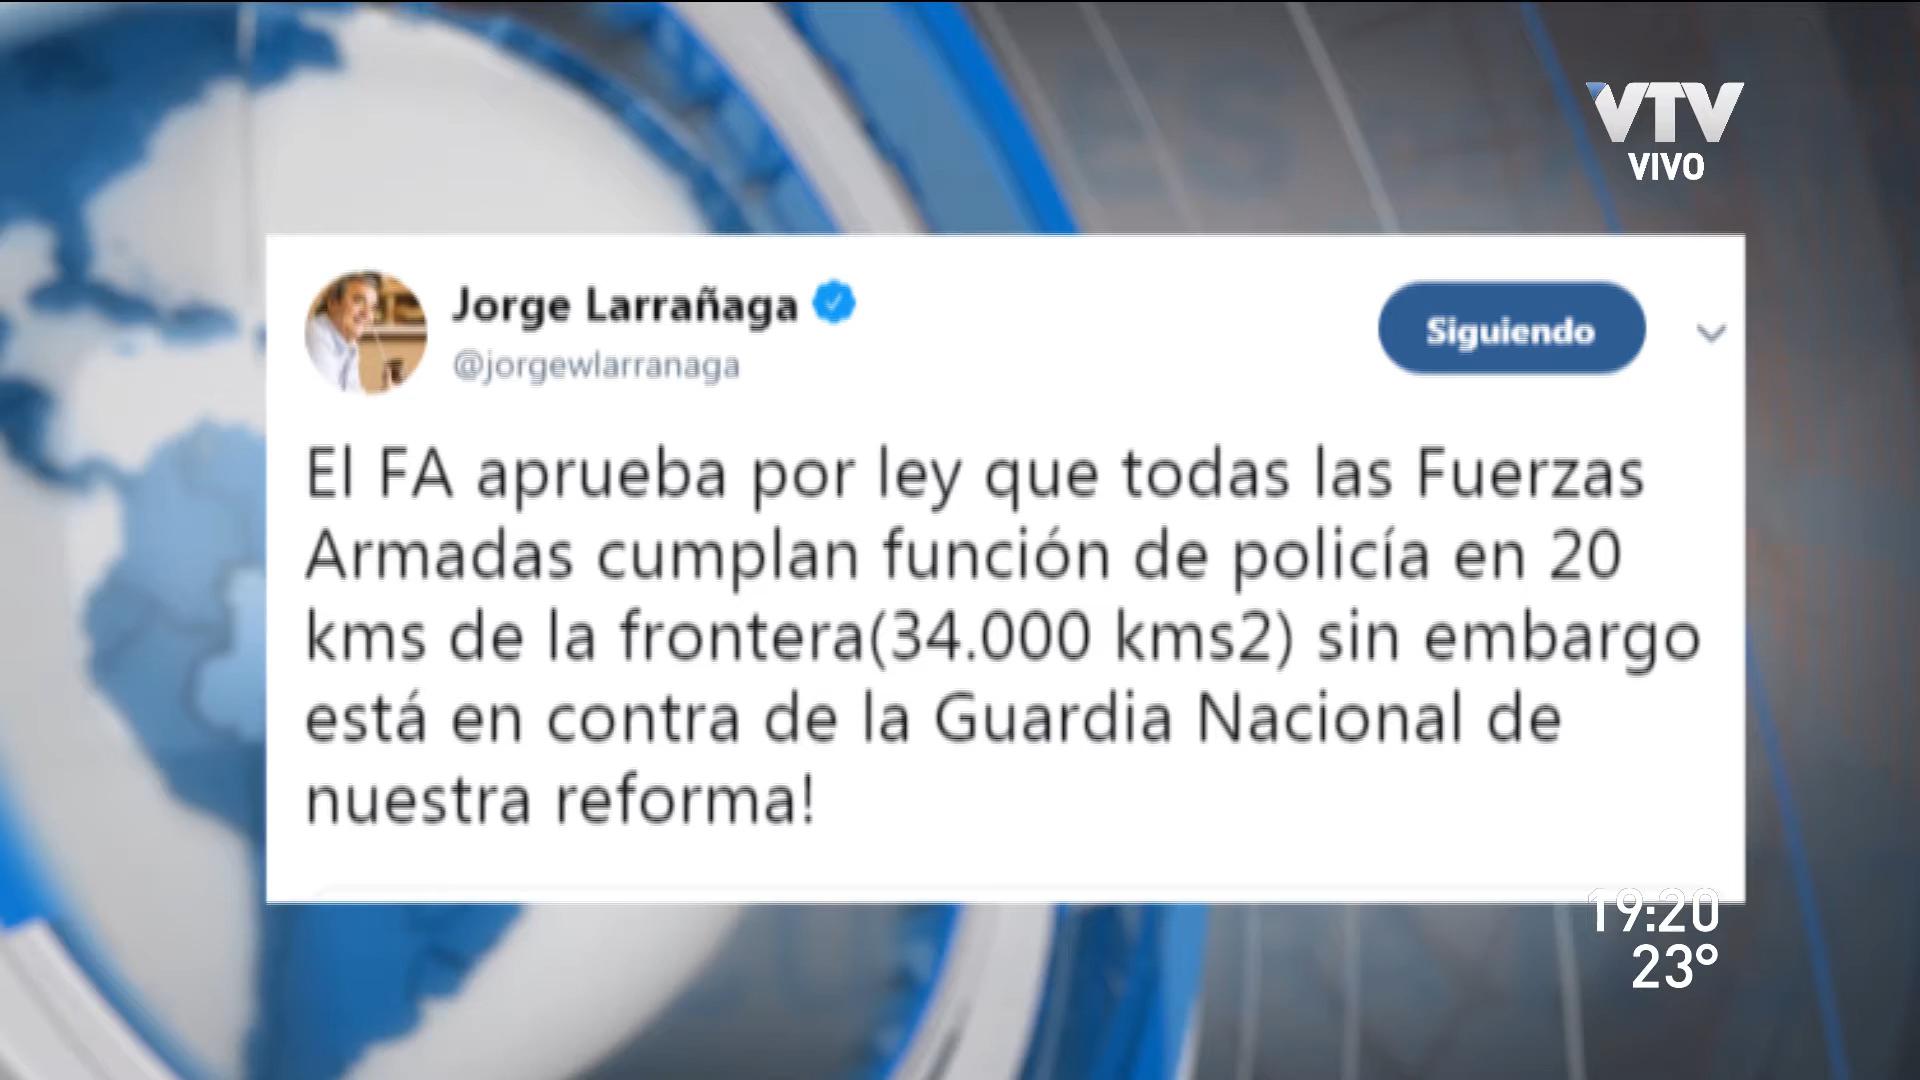 VTV
VIVO
Jorge Larrañaga
@jorgewlarranaga
Siguiendo
El FA aprueba por ley que todas las Fuerzas
Armadas cumplan función de policía en 20
kms de la frontera(34.000 kms2) sin embargo
está en contra de la Guardia Nacional de
nuestra reforma!
19:20
23°